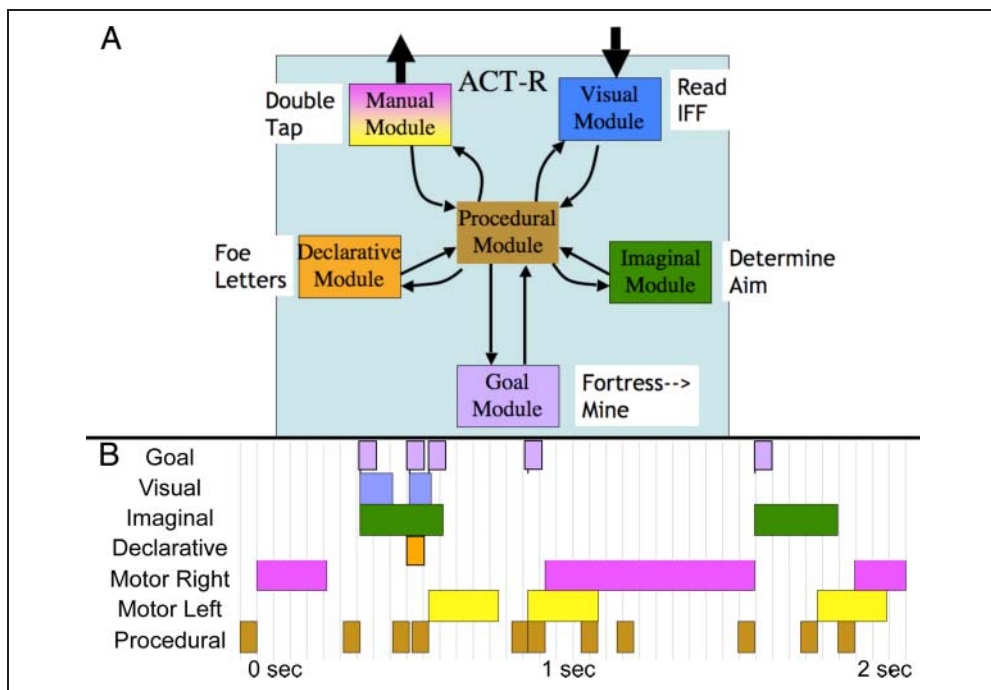 A
ACT-R
Double
Tap
Manual
Module
Visual
Module
Read
IFF
Procedural
Module
Foe
Letters
Declarative
Module
Imaginal
Module
Determine
Aim
Goal
Module
Fortress-->
Mine
B
Goal
Visual
Imaginal
Declarative
Motor Right
Motor Left
Procedural
0 sec 1 sec 2 sec